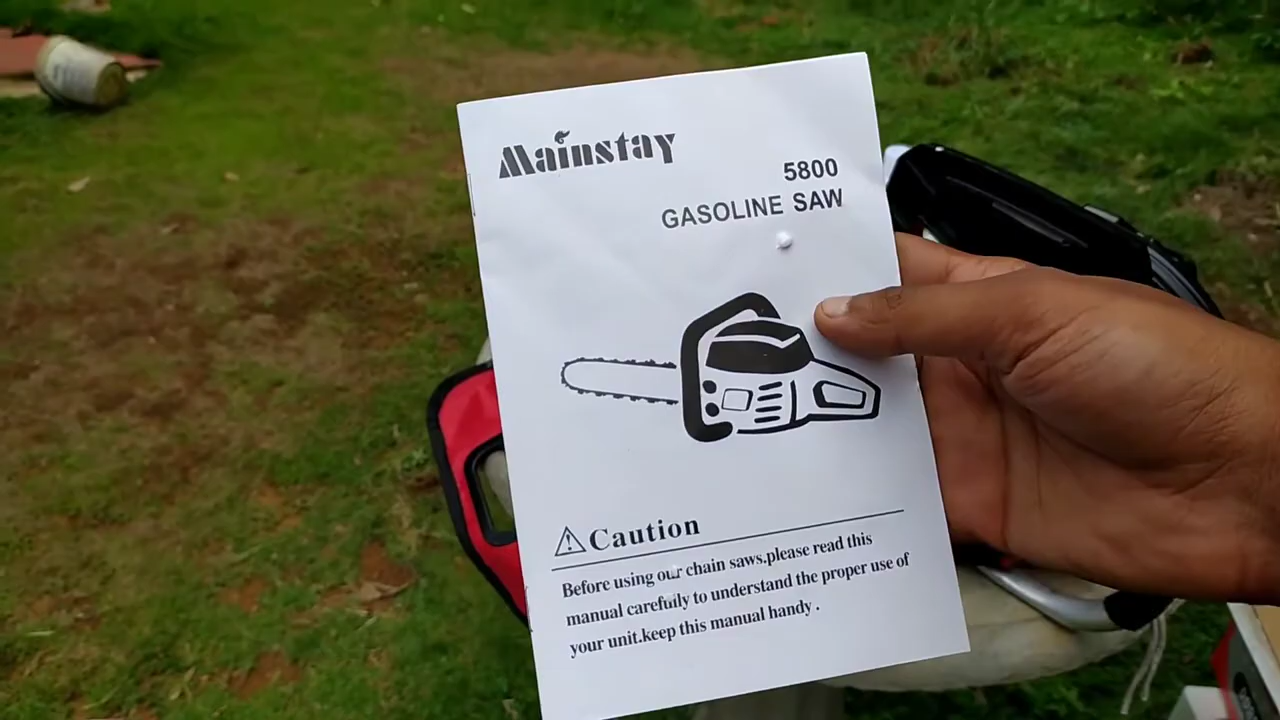 Mainstay
5800
GASOLINE SAW
Caution
Before using our chain saws.please read this
manual carefully to understand the proper use of
your unit.keep this manual handy .